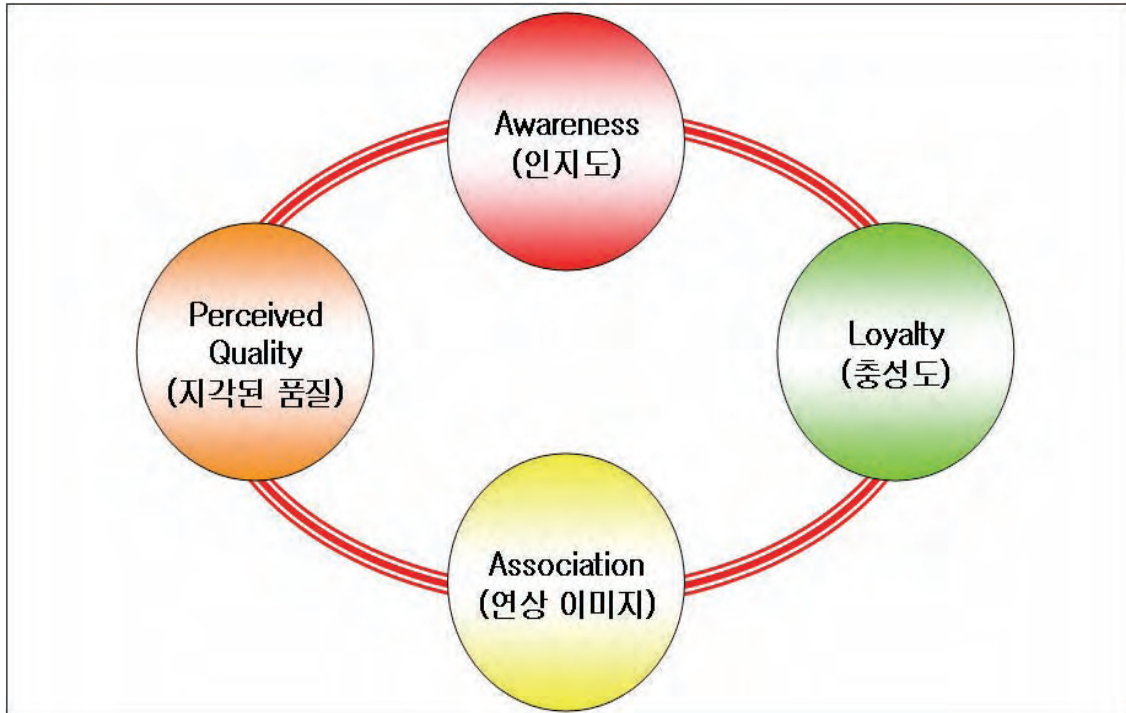 Awareness
(인지도)
Perceived
Quality
(지각된 품질)
Loyalty
(충성도)
Association
(연상 이미지)